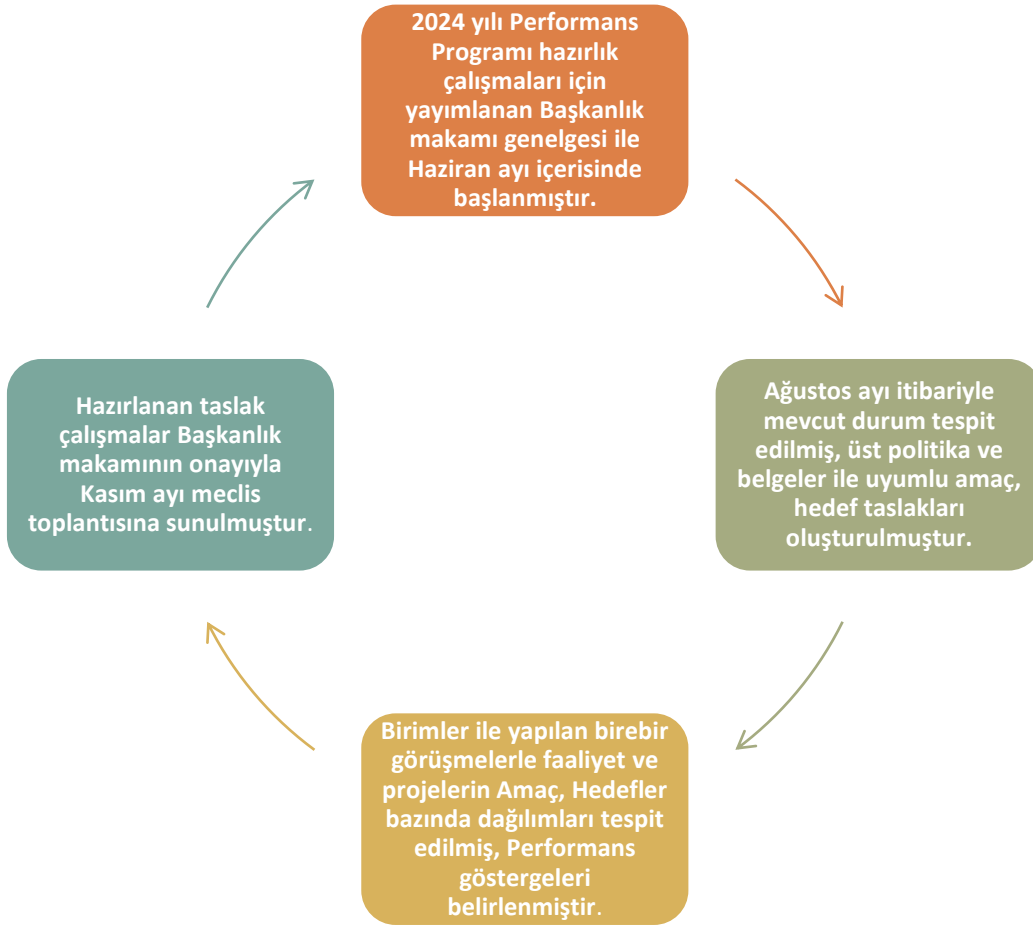 2024 yılı Performans
Programı hazırlık
çalışmaları için
yayımlanan Başkanlık
makamı genelgesi ile
Haziran ayı içerisinde
başlanmıştır.
Ağustos ayı itibariyle
mevcut durum tespit
edilmiş, üst politika ve
belgeler ile uyumlu amaç,
hedef taslakları
oluşturulmuştur.
Birimler ile yapılan birebir
görüşmelerle faaliyet ve
projelerin Amaç, Hedefler
bazında dağılımları tespit
edilmiş, Performans
göstergeleri
belirlenmiştir.
Hazırlanan taslak
çalışmalar Başkanlık
makamının onayıyla
Kasım ayı meclis
toplantısına sunulmuştur.